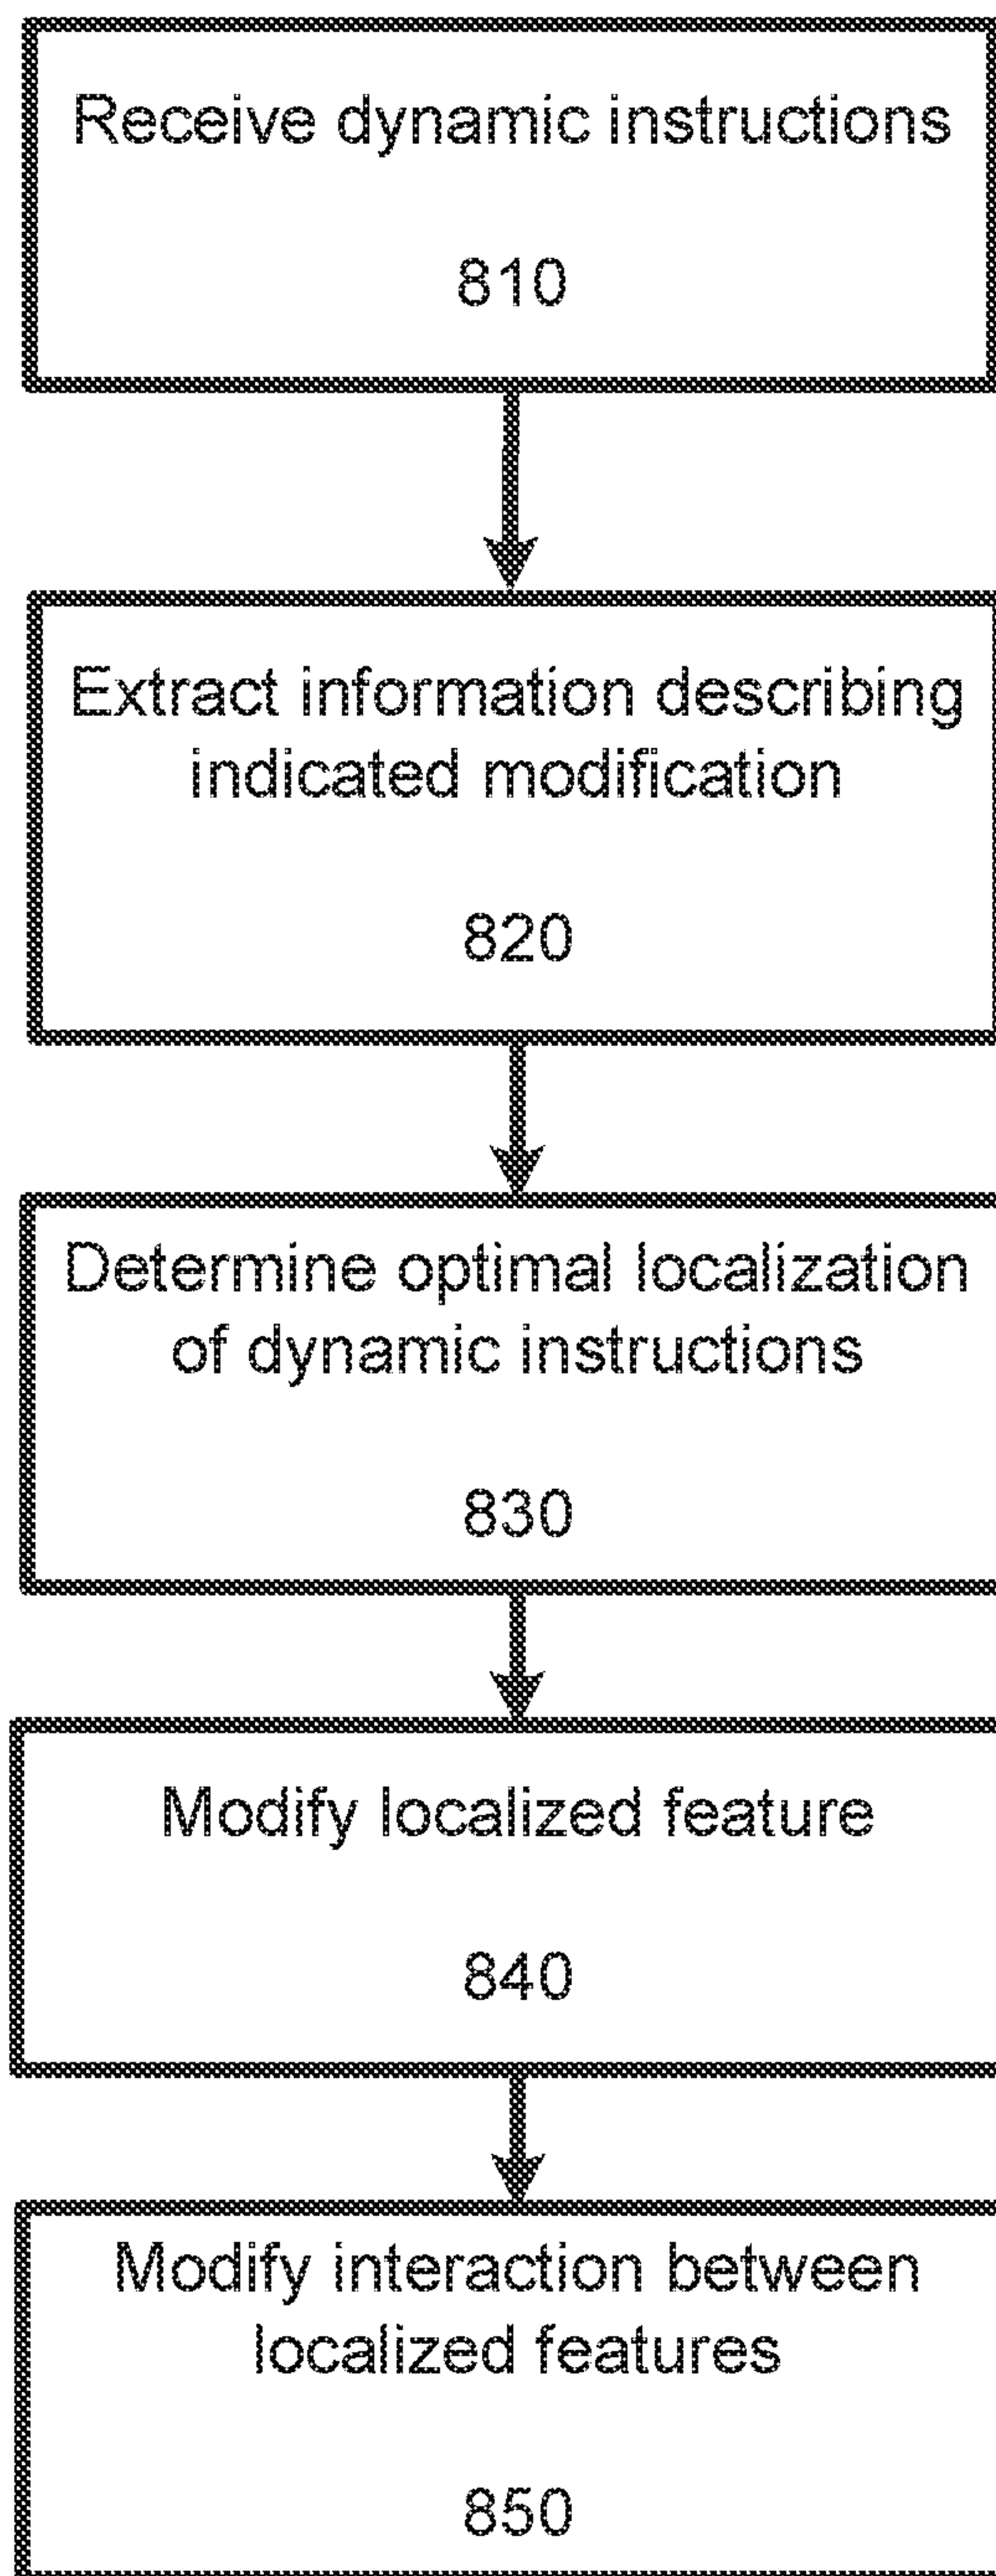 Receive dynamic instructions
810
Extract information describing
indicated modification
820
Determine optimal localization
of dynamic instructions
830
Modify localized feature
840
Modify interaction between
localized features
850